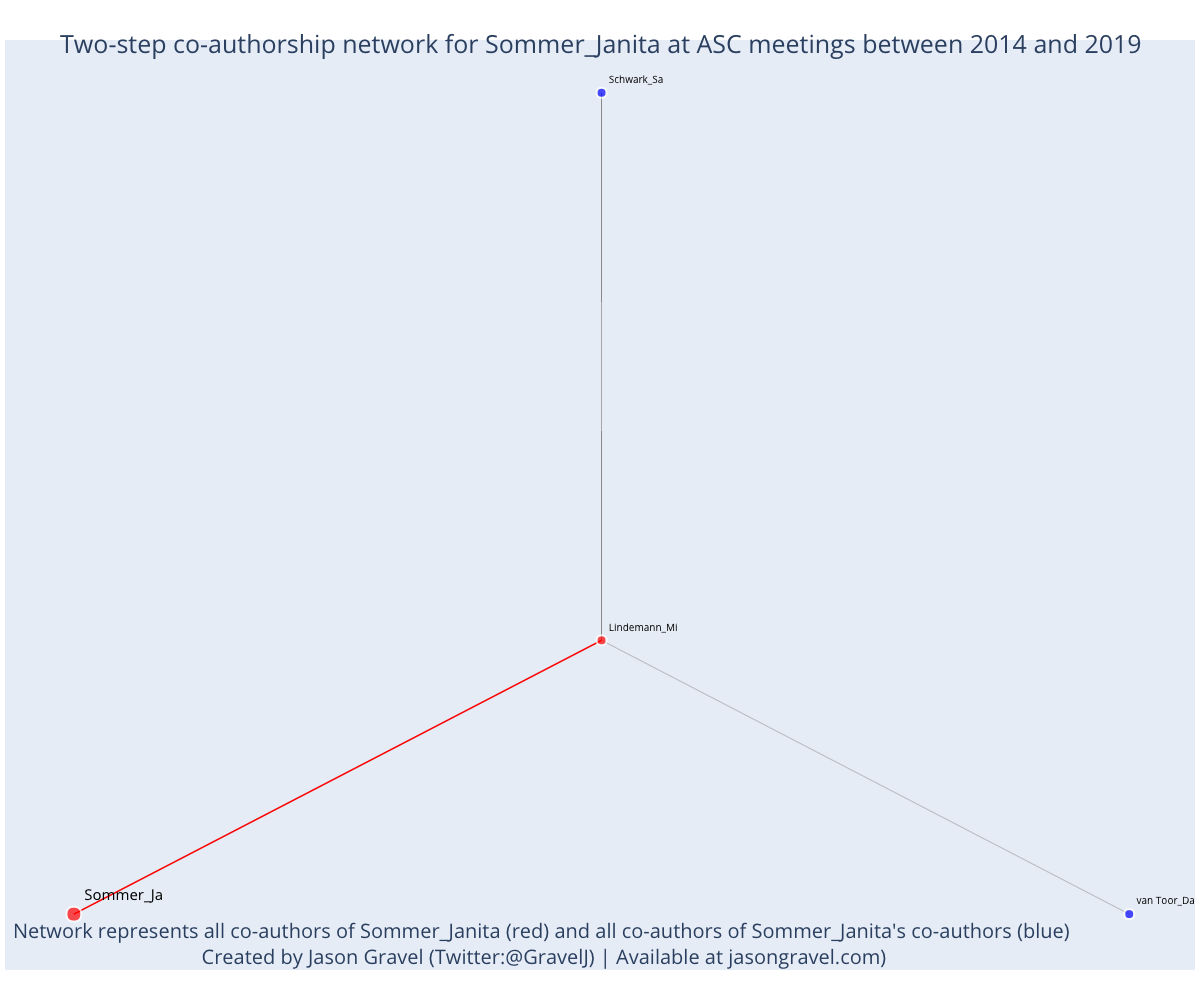 Two-step co-authorship network for Sommer_Janita at ASC meetings between 2014 and 2019
Schwark_Sa
Lindemann_Mi
Sommer_Ja
van Toor_Da
Network represents all co-authors of Sommer_Janita (red) and all co-authors of Sommer_Janita's co-authors (blue)
Created by Jason Gravel (Twitter:@GravelJ) | Available at jasongravel.com)